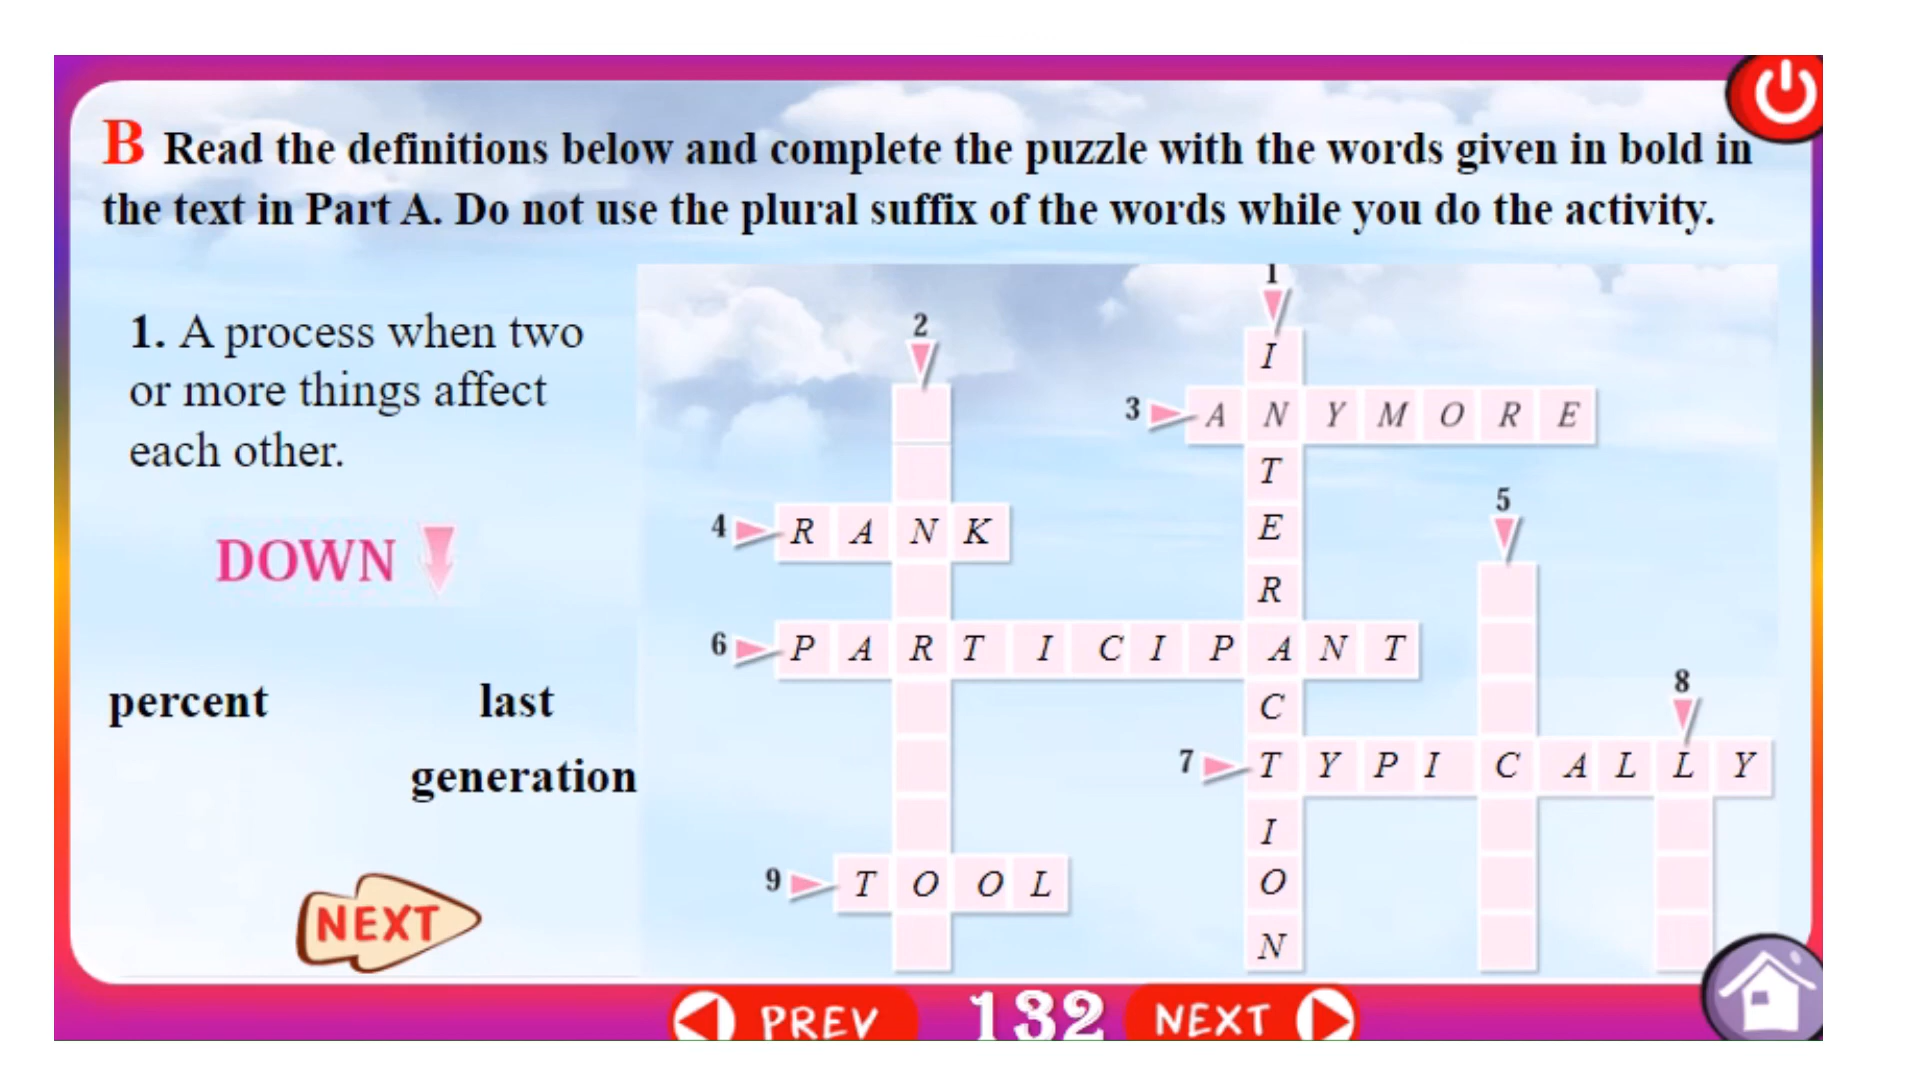 B Read the definitions below and complete the puzzle with the words given in bold in
the text in Part A. Do not use the plural suffix of the words while you do the activity.
1. A process when two
or more things affect
each other.
DOWN
percent last
generation
NEXT
1
2
I
3 A N Y M O R E
T
5
4 R A N K
E
R
6 P A R T I C I P A N T
8
C
7 T Y P I C A L L Y
I
9 T O O L
O
N
PREV 132 NEXT